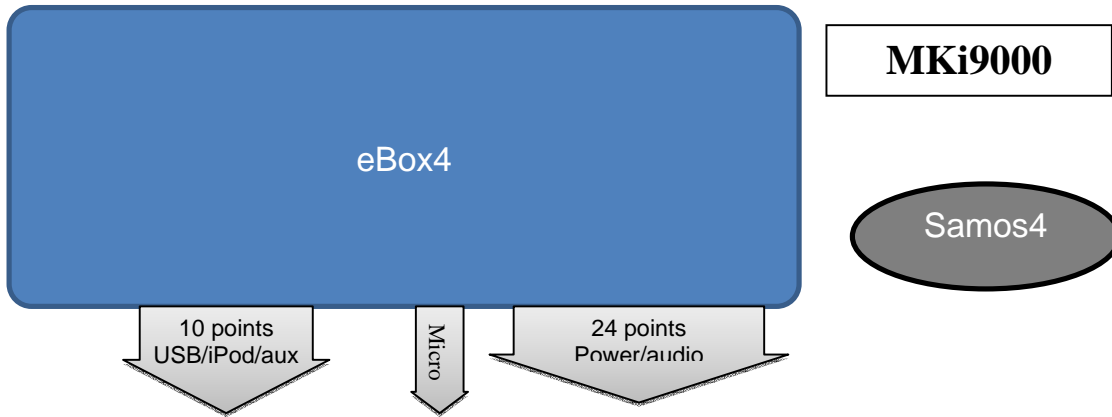 MKi9000
eBox4
Samos4
10 points
USB/iPod/aux
Micro
24 points
Power/audio